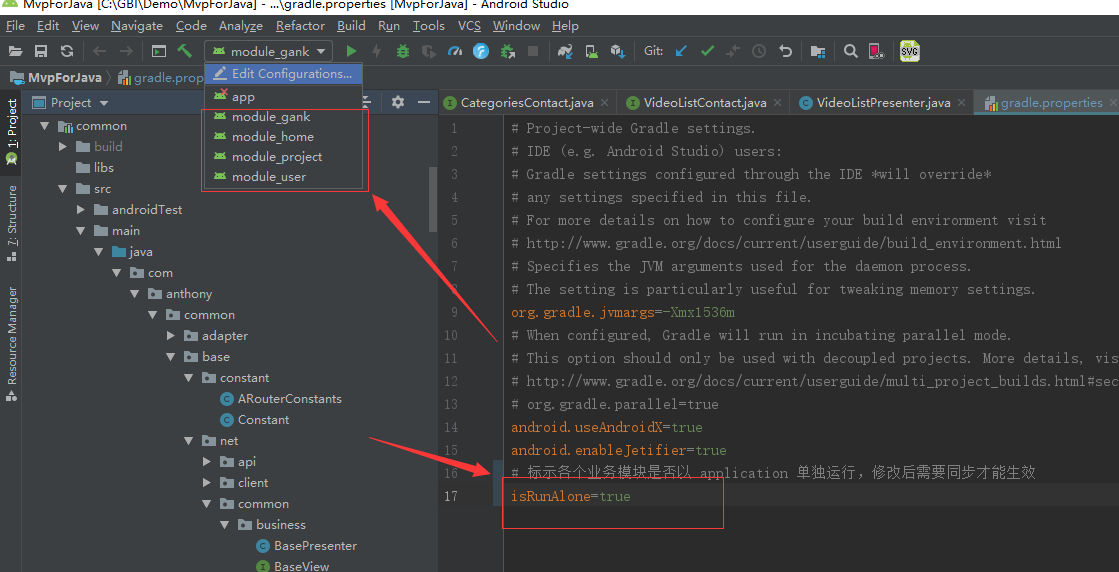 MvpForJava [C:\GBI\Demo\MvpForJava] - ...\gradle.properties [MvpForJava] - Android Studio
File Edit View Navigate Code Analyze Refactor Build Run Tools VCS Window Help
module_gank
Git:
SVG
MvpForJava
gradle.prop
Edit Configurations...
app
module_gank
module_home
module_project
module_user
1: Project
7: Structure
Resource Manager
Project
common
build
libs
src
androidTest
main
java
com
anthony
common
adapter
base
constant
ARouterConstants
Constant
net
api
client
common
business
BasePresenter
BaseView
CategoriesContact.java
VideoListContact.java
VideoListPresenter.java
gradle.properties
1 # Project-wide Gradle settings.
2 # IDE (e.g. Android Studio) users:
3 # Gradle settings configured through the IDE *will override*
4 # any settings specified in this file.
5 # For more details on how to configure your build environment visit
6 # http://www.gradle.org/docs/current/userguide/build_environment.html
7 # Specifies the JVM arguments used for the daemon process.
8 # The setting is particularly useful for tweaking memory settings.
9 org.gradle.jvmargs=-Xmx1536m
10 # When configured, Gradle will run in incubating parallel mode.
11 # This option should only be used with decoupled projects. More details, vis
12 # http://www.gradle.org/docs/current/userguide/multi_project_builds.html#sec
13 # org.gradle.parallel=true
14 android.useAndroidX=true
15 android.enableJetifier=true
16 # 标示各个业务模块是否以 application 单独运行，修改后需要同步才能生效
17 isRunAlone=true